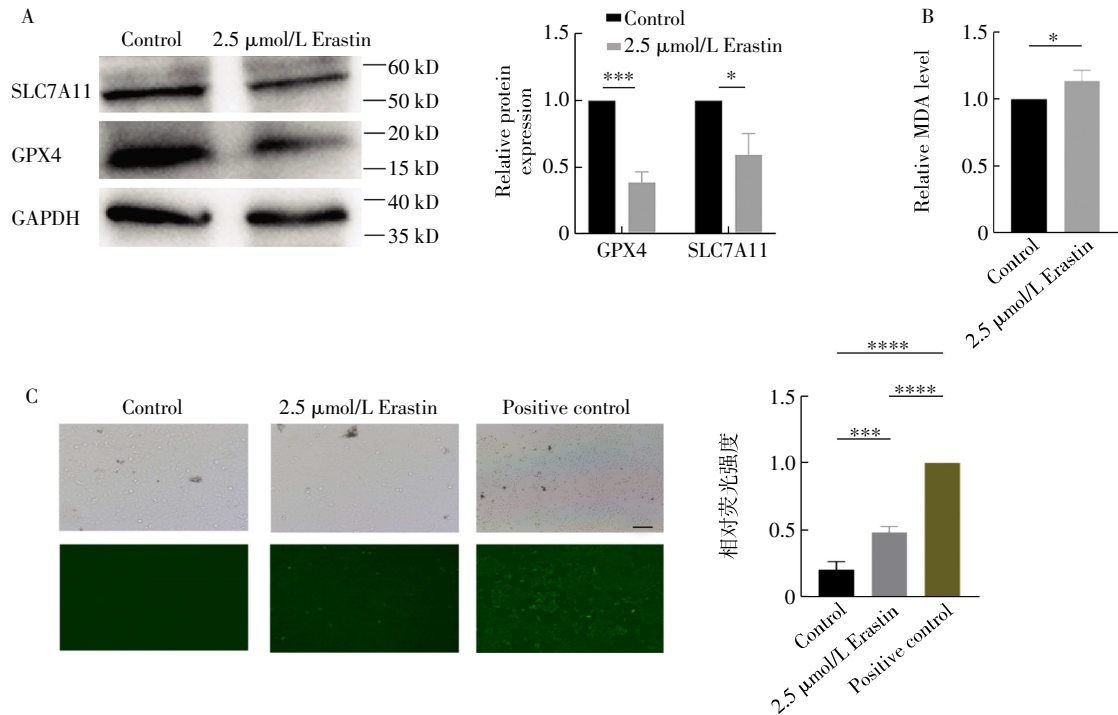 A
Control 2.5 μmol/L Erastin
SLC7A11
GPX4
GAPDH
60 kD
50 kD
20 kD
15 kD
40 kD
35 kD
Control
2.5 μmol/L Erastin
Relative protein
expression
1.5
1.0
0.5
0
***
*
GPX4 SLC7A11
B
Relative MDA level
1.5
1.0
0.5
0
*
Control
2.5 μmol/L Erastin
C
Control 2.5 μmol/L Erastin Positive control
相对荧光强度
1.5
1.0
0.5
0
****
****
***
Control
2.5 μmol/L Erastin
Positive control